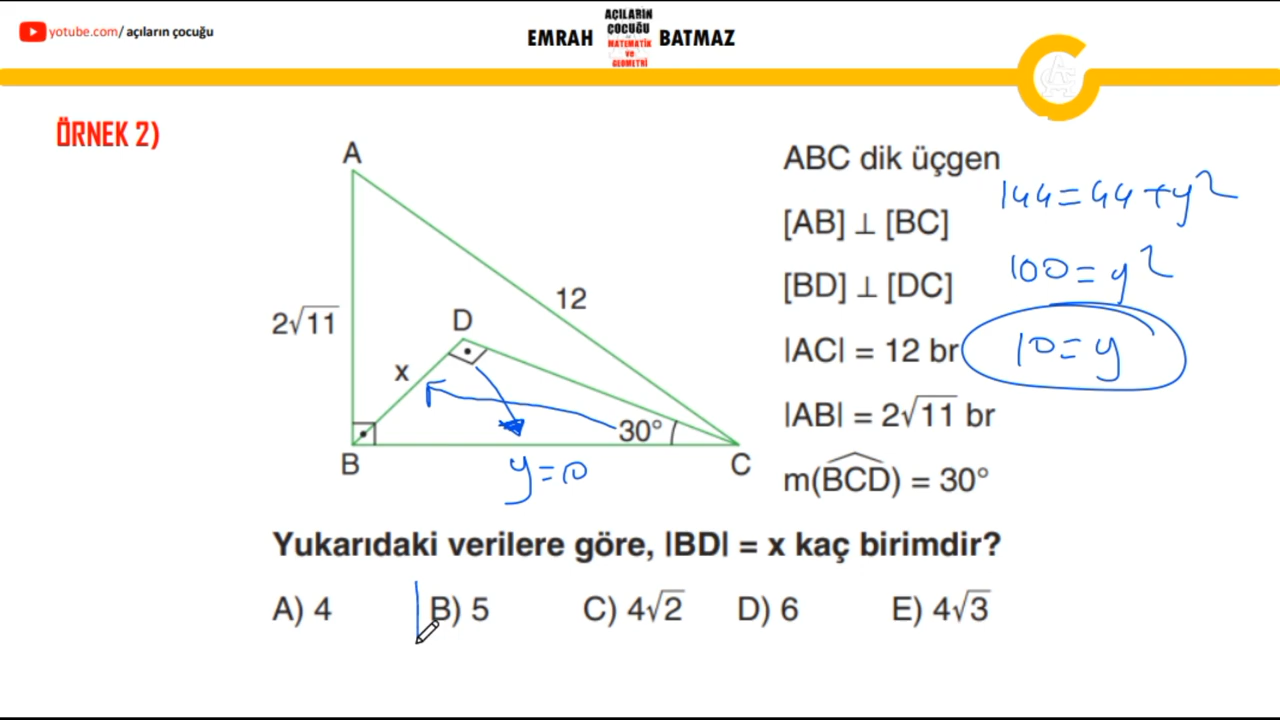 yotube.com/ açıların çocuğu
EMRAH
AÇILARIN
ÇOCUĞU
MATEMATİK
ve
GEOMETRİ
BATMAZ
ÖRNEK 2)
A
2√11
12
D
x
30°
B
C
y=10
ABC dik üçgen
144=44+y²
[AB] ⊥ [BC]
100=y²
[BD] ⊥ [DC]
|AC| = 12 br
10=y
|AB| = 2√11 br
m(BCD) = 30°
Yukarıdaki verilere göre, |BD| = x kaç birimdir?
A) 4 B) 5 C) 4√2 D) 6 E) 4√3